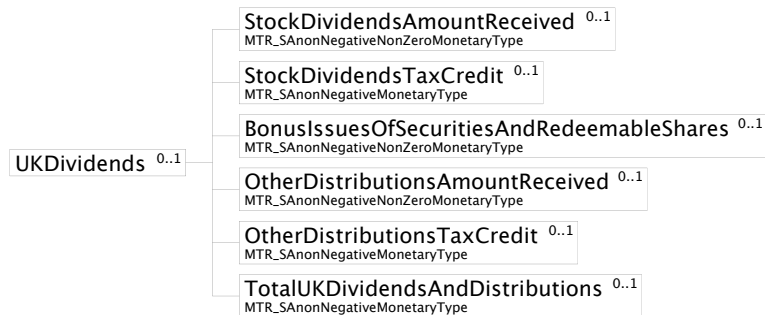 StockDividendsAmountReceived 0..1
MTR_SAnonNegativeNonZeroMonetaryType
StockDividendsTaxCredit 0..1
MTR_SAnonNegativeMonetaryType
BonusIssuesOfSecuritiesAndRedeemableShares 0..1
MTR_SAnonNegativeNonZeroMonetaryType
UKDividends 0..1
OtherDistributionsAmountReceived 0..1
MTR_SAnonNegativeNonZeroMonetaryType
OtherDistributionsTaxCredit 0..1
MTR_SAnonNegativeMonetaryType
TotalUKDividendsAndDistributions 0..1
MTR_SAnonNegativeMonetaryType